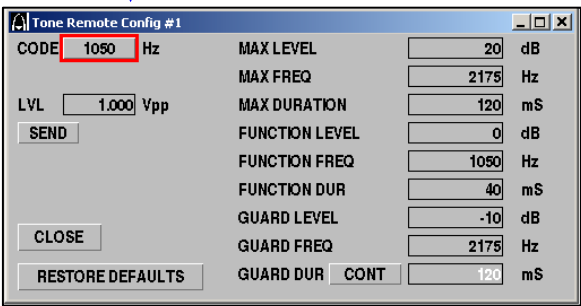 Tone Remote Config #1
CODE 1050 Hz MAX LEVEL 20 dB
MAX FREQ 2175 Hz
LVL 1.000 Vpp MAX DURATION 120 mS
SEND FUNCTION LEVEL 0 dB
FUNCTION FREQ 1050 Hz
FUNCTION DUR 40 mS
GUARD LEVEL -10 dB
CLOSE GUARD FREQ 2175 Hz
RESTORE DEFAULTS GUARD DUR CONT 120 mS